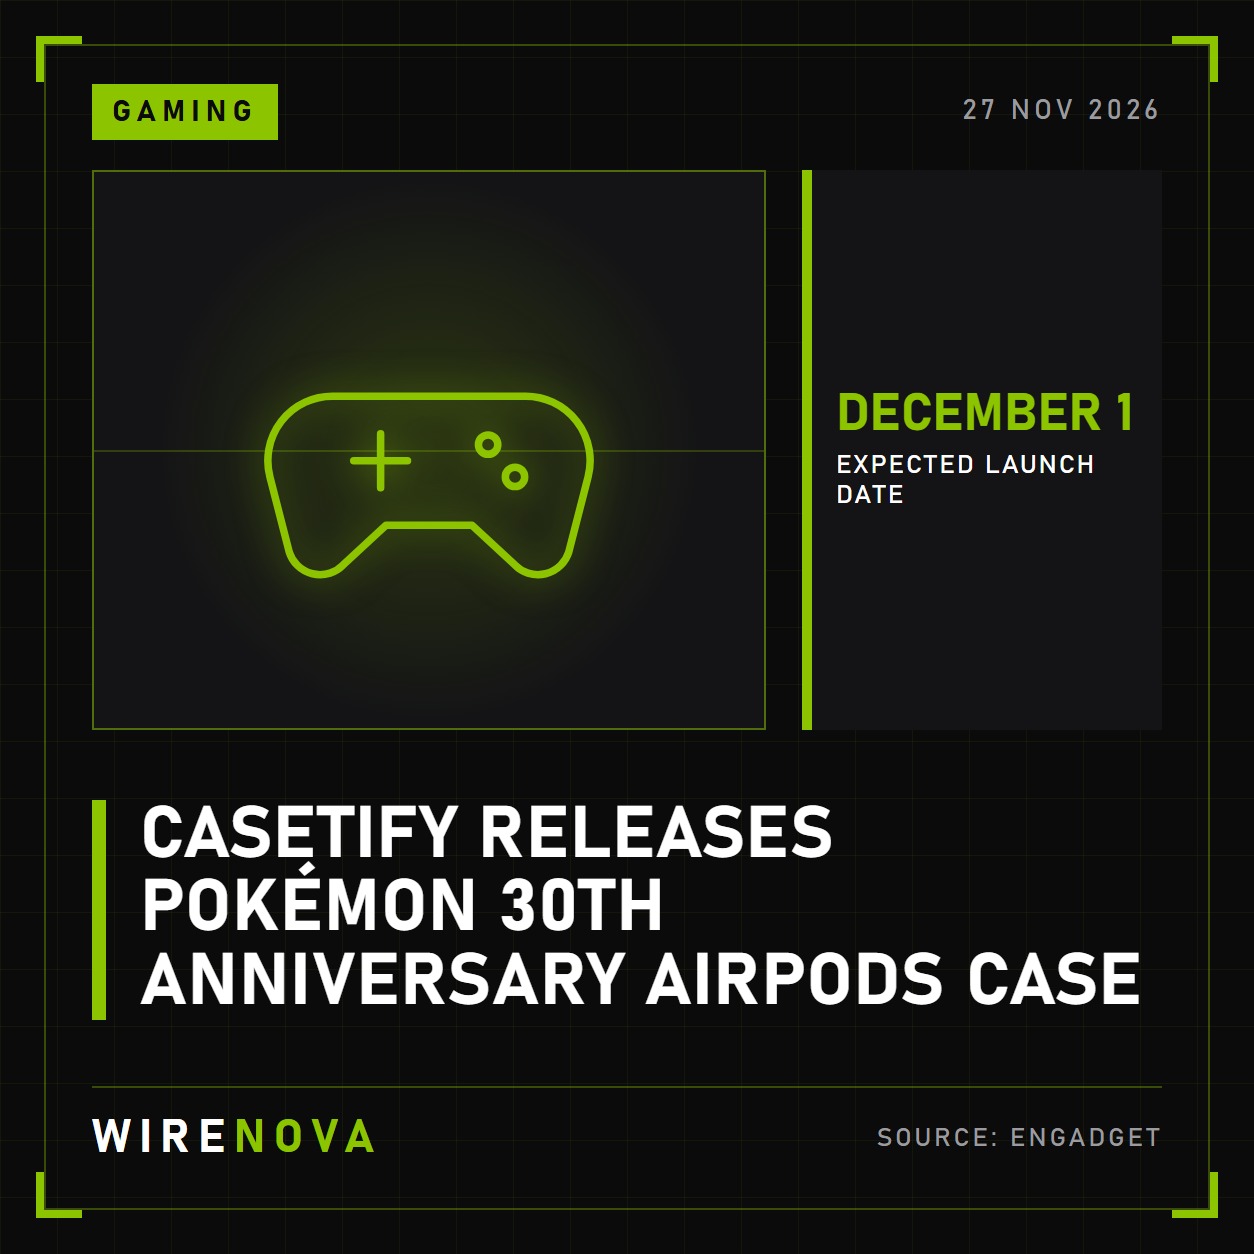 GAMING
27 NOV 2026
DECEMBER 1
EXPECTED LAUNCH
DATE
CASETIFY RELEASES
POKÉMON 30TH
ANNIVERSARY AIRPODS CASE
WIRENOVA
SOURCE: ENGADGET